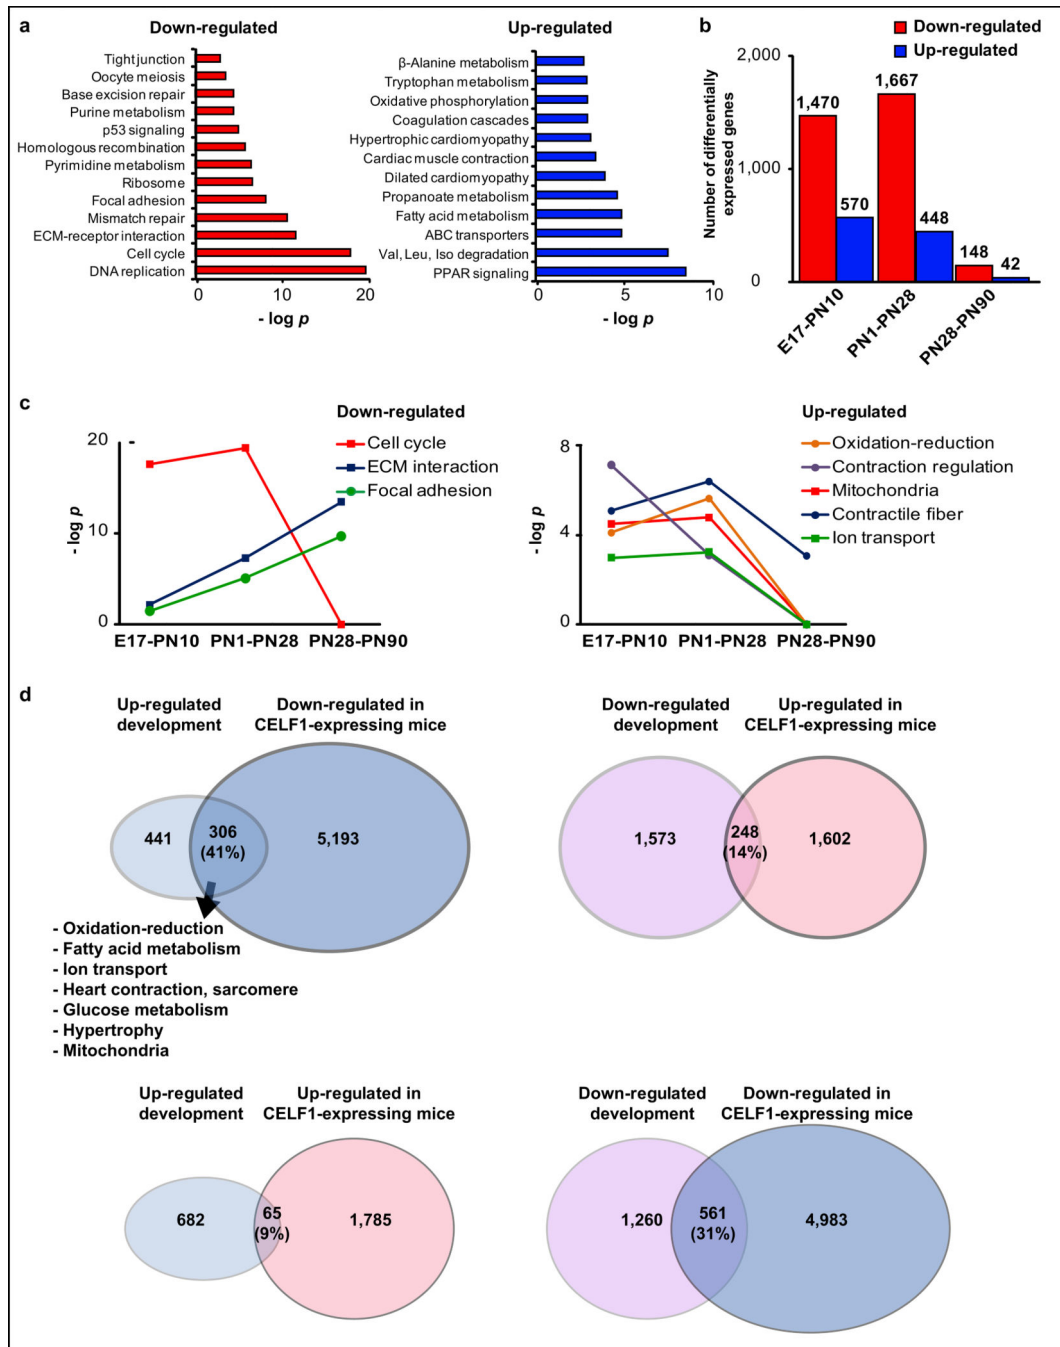 a
Down-regulated
Tight junction
Oocyte meiosis
Base excision repair
Purine metabolism
p53 signaling
Homologous recombination
Pyrimidine metabolism
Ribosome
Focal adhesion
Mismatch repair
ECM-receptor interaction
Cell cycle
DNA replication
0 10 20
- log p
Up-regulated
β-Alanine metabolism
Tryptophan metabolism
Oxidative phosphorylation
Coagulation cascades
Hypertrophic cardiomyopathy
Cardiac muscle contraction
Dilated cardiomyopathy
Propanoate metabolism
Fatty acid metabolism
ABC transporters
Val, Leu, Iso degradation
PPAR signaling
0 5 10
- log p
b
Down-regulated
Up-regulated
Number of differentially
expressed genes
2,000
1,000
0
1,470
570
1,667
448
148
42
E17-PN10
PN1-PN28
PN28-PN90
c
Down-regulated
Cell cycle
ECM interaction
Focal adhesion
- log p
20
10
0
E17-PN10 PN1-PN28 PN28-PN90
Up-regulated
Oxidation-reduction
Contraction regulation
Mitochondria
Contractile fiber
Ion transport
- log p
8
4
0
E17-PN10 PN1-PN28 PN28-PN90
d
Up-regulated
development
Down-regulated in
CELF1-expressing mice
441
306
(41%)
5,193
- Oxidation-reduction
- Fatty acid metabolism
- Ion transport
- Heart contraction, sarcomere
- Glucose metabolism
- Hypertrophy
- Mitochondria
Down-regulated
development
Up-regulated in
CELF1-expressing mice
1,573
248
(14%)
1,602
Up-regulated
development
Up-regulated in
CELF1-expressing mice
682
65
(9%)
1,785
Down-regulated
development
Down-regulated in
CELF1-expressing mice
1,260
561
(31%)
4,983